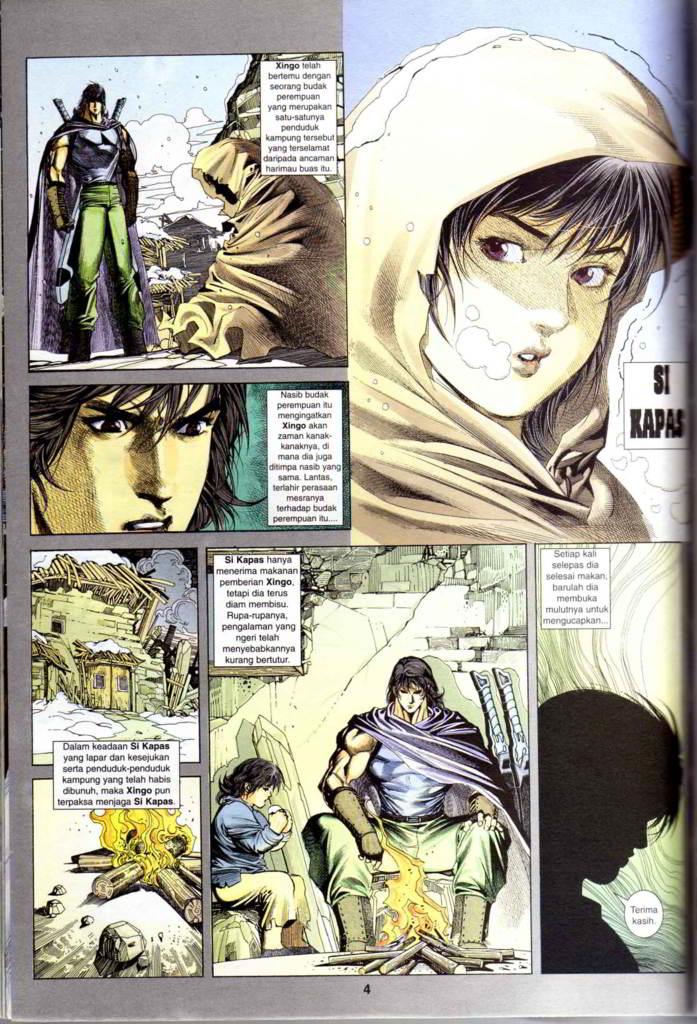 Xingo telah
bertemu dengan
seorang budak
perempuan
yang merupakan
satu-satunya
penduduk
kampung tersebut
yang terselamat
daripada ancaman
harimau buas itu.
SI
KAPAS
Nasib budak
perempuan itu
mengingatkan
Xingo akan
zaman kanak-
kanaknya, di
mana dia juga
ditimpa nasib yang
sama. Lantas,
terlahir perasaan
mesranya
terhadap budak
perempuan itu....
Dalam keadaan Si Kapas
yang lapar dan kesejukan
serta penduduk-penduduk
kampung yang telah habis
dibunuh, maka Xingo pun
terpaksa menjaga Si Kapas.
Si Kapas hanya
menerima makanan
pemberian Xingo,
tetapi dia terus
diam membisu.
Rupa-rupanya,
pengalaman yang
ngeri telah
menyebabkannya
kurang bertutur.
Setiap kali
selepas dia
selesai makan,
barulah dia
membuka
mulutnya untuk
mengucapkan...
Terima
kasih.
4